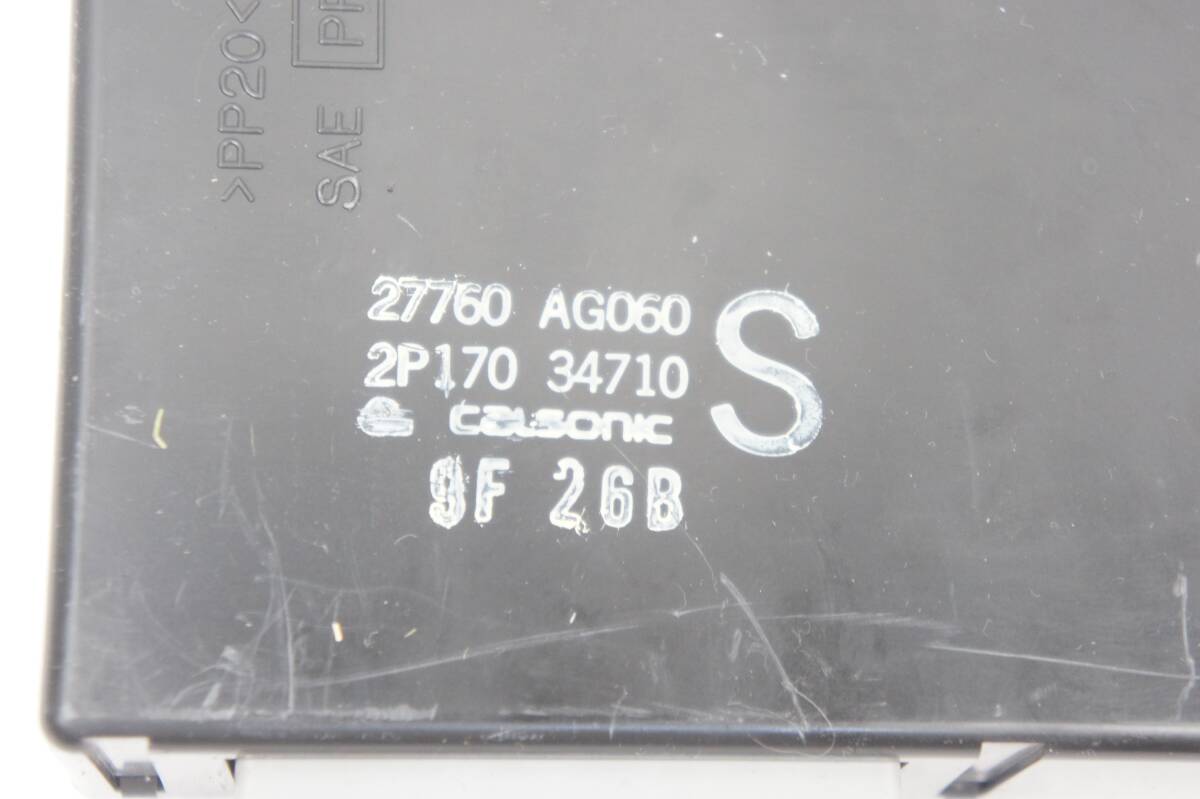 >PP20<
SAE
27760 AG060
2P170 34710
calsonic
S
9F 26B